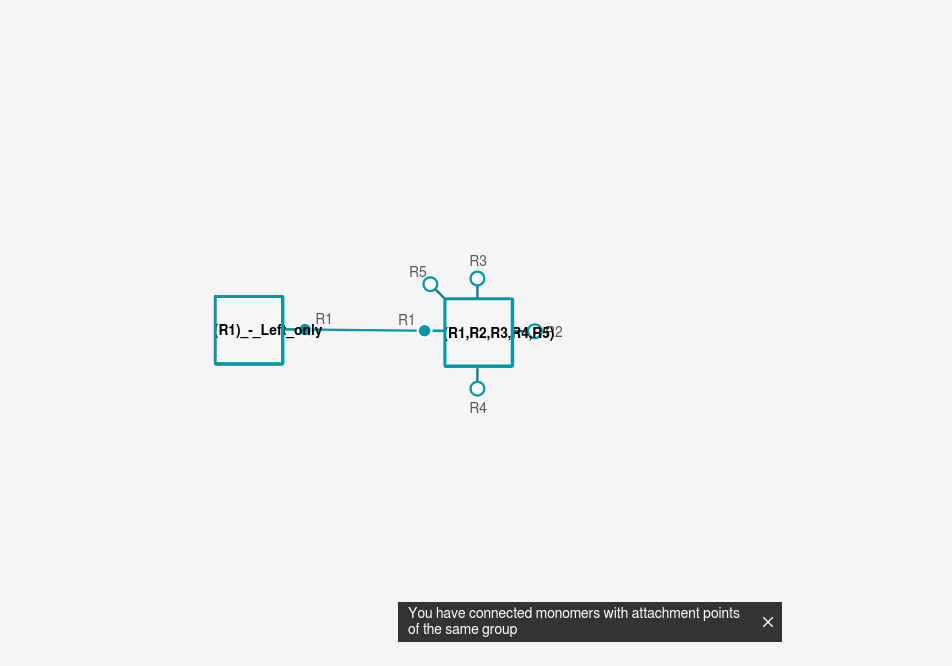 R3
R5
R1
R1
(R1)_-_Left_only
(R1,R2,R3,R4,R5)
R2
R4
You have connected monomers with attachment points
of the same group